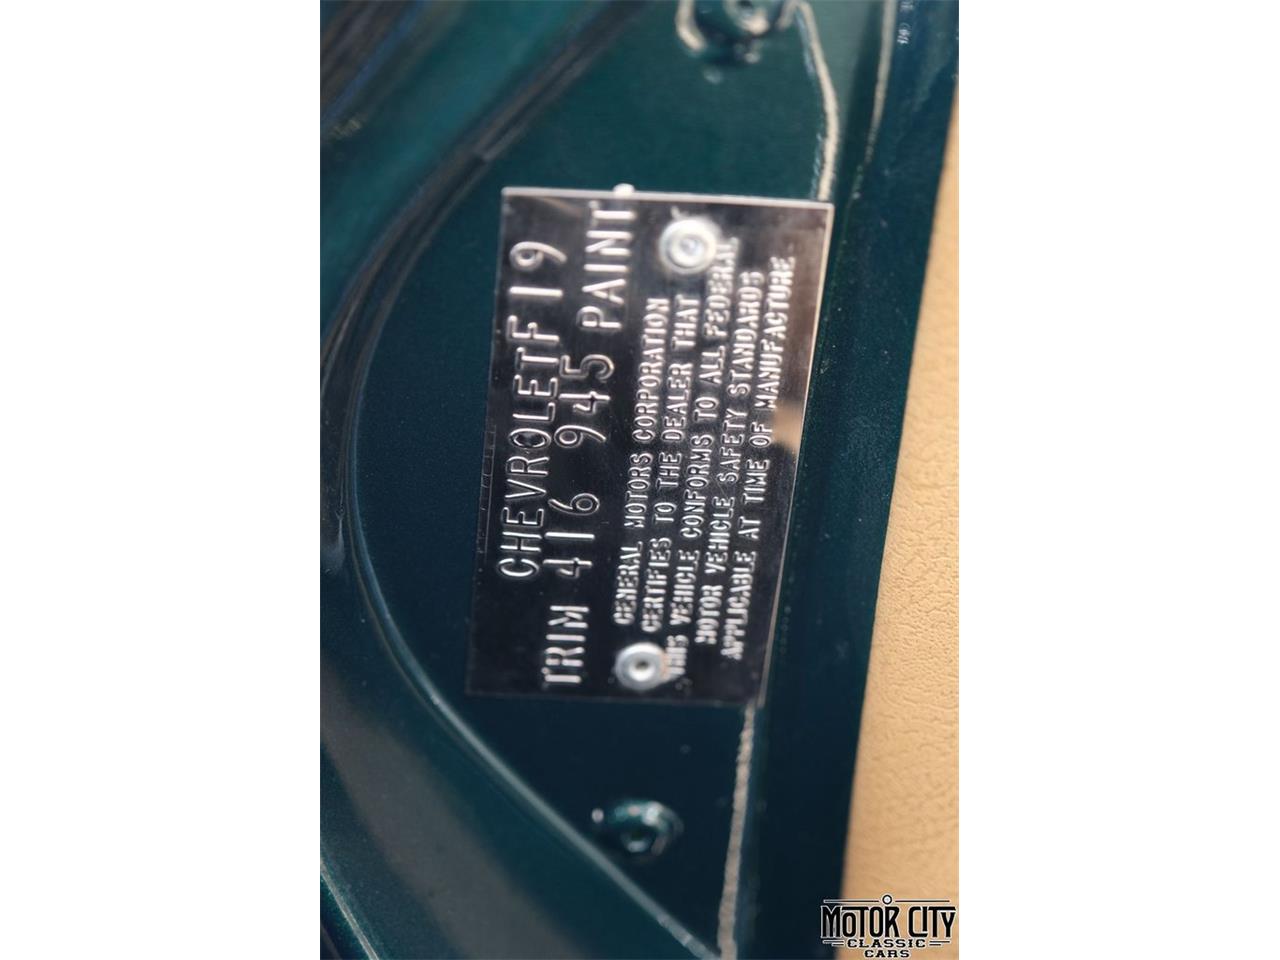 CHEVROLET F19
TRIM 416 945 PAINT
GENERAL MOTORS CORPORATION
CERTIFIES TO THE DEALER THAT
THIS VEHICLE CONFORMS TO ALL FEDERAL
MOTOR VEHICLE SAFETY STANDARDS
APPLICABLE AT TIME OF MANUFACTURE
MOTOR CITY
CLASSIC
CARS